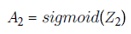 A₂ = sigmoid(Z₂)